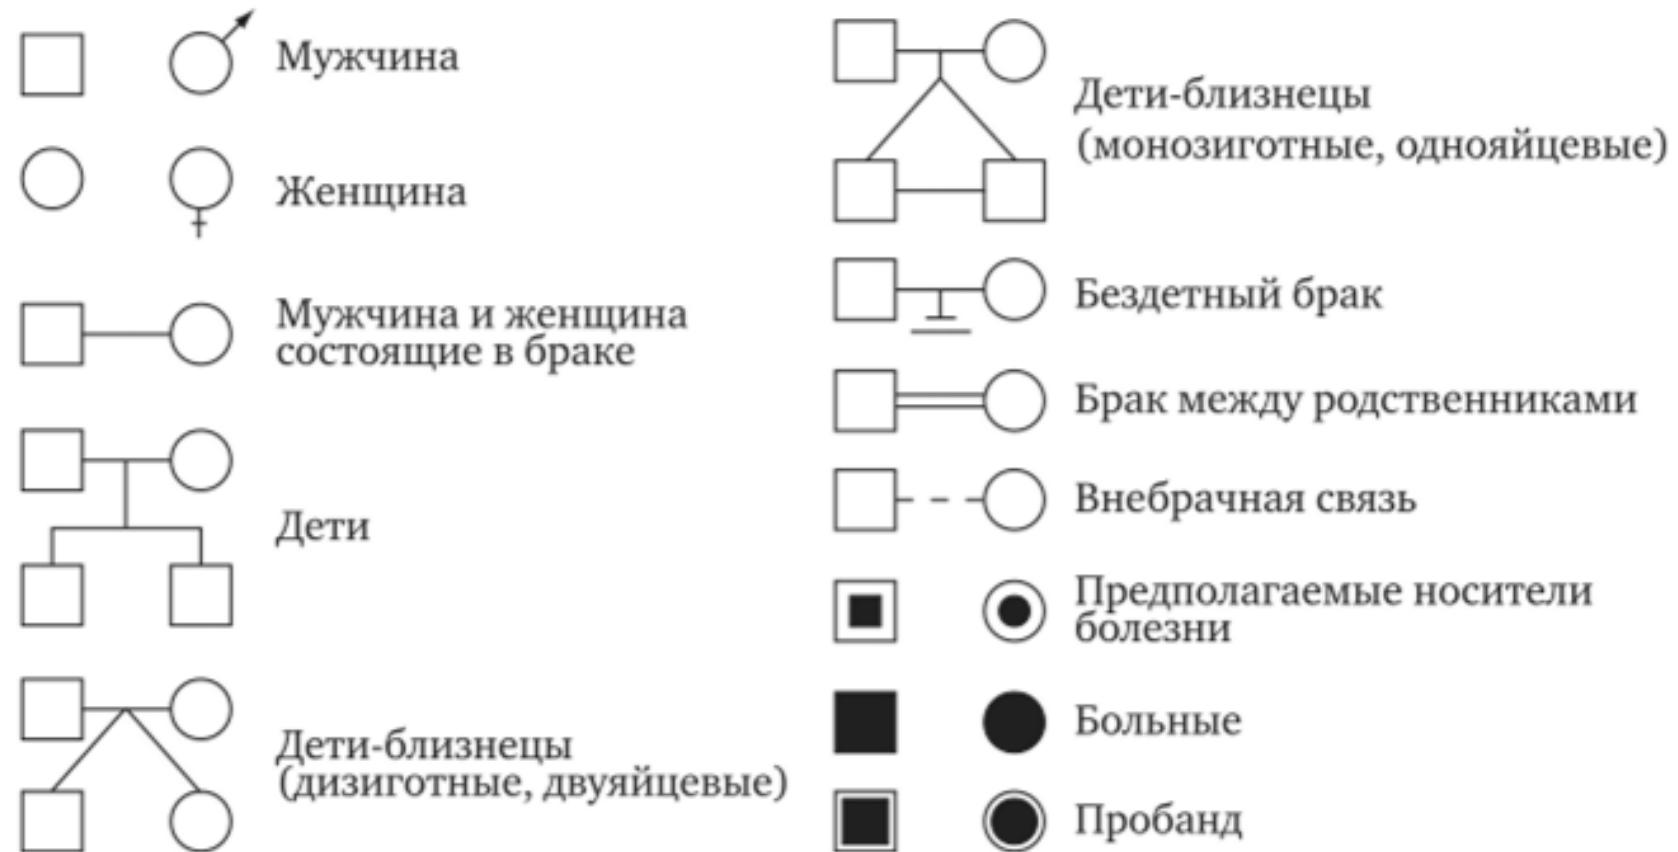 Мужчина
Женщина
Мужчина и женщина
состоящие в браке
Дети
Дети-близнецы
(дизиготные, двуяйцевые)
Дети-близнецы
(монозиготные, однояйцевые)
Бездетный брак
Брак между родственниками
Внебрачная связь
Предполагаемые носители
болезни
Больные
Пробанд